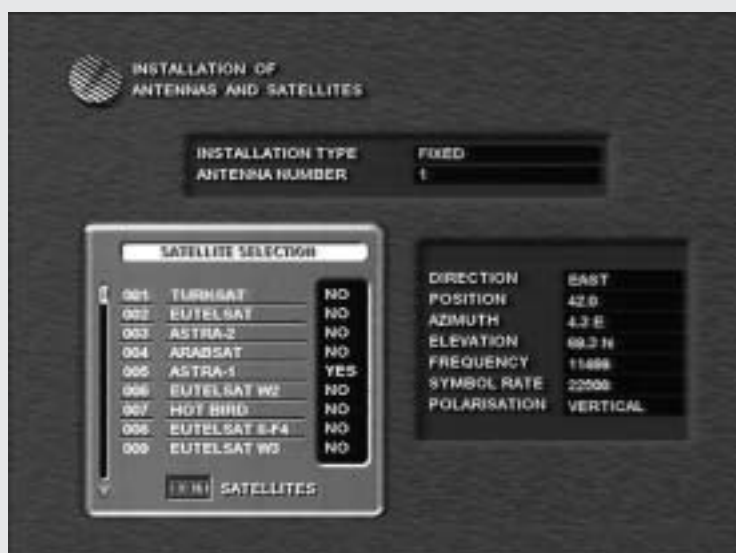 INSTALLATION OF
ANTENNAS AND SATELLITES
INSTALLATION TYPE FIXED
ANTENNA NUMBER 1
SATELLITE SELECTION
001 TURKSAT NO
002 EUTELSAT NO
003 ASTRA-2 NO
004 ARABSAT NO
005 ASTRA-1 YES
006 EUTELSAT W2 NO
007 HOT BIRD NO
008 EUTELSAT II-F4 NO
009 EUTELSAT W3 NO
SATELLITES
DIRECTION EAST
POSITION 42.0
AZIMUTH 4.3 E
ELEVATION N
FREQUENCY
SYMBOL RATE
POLARISATION VERTICAL